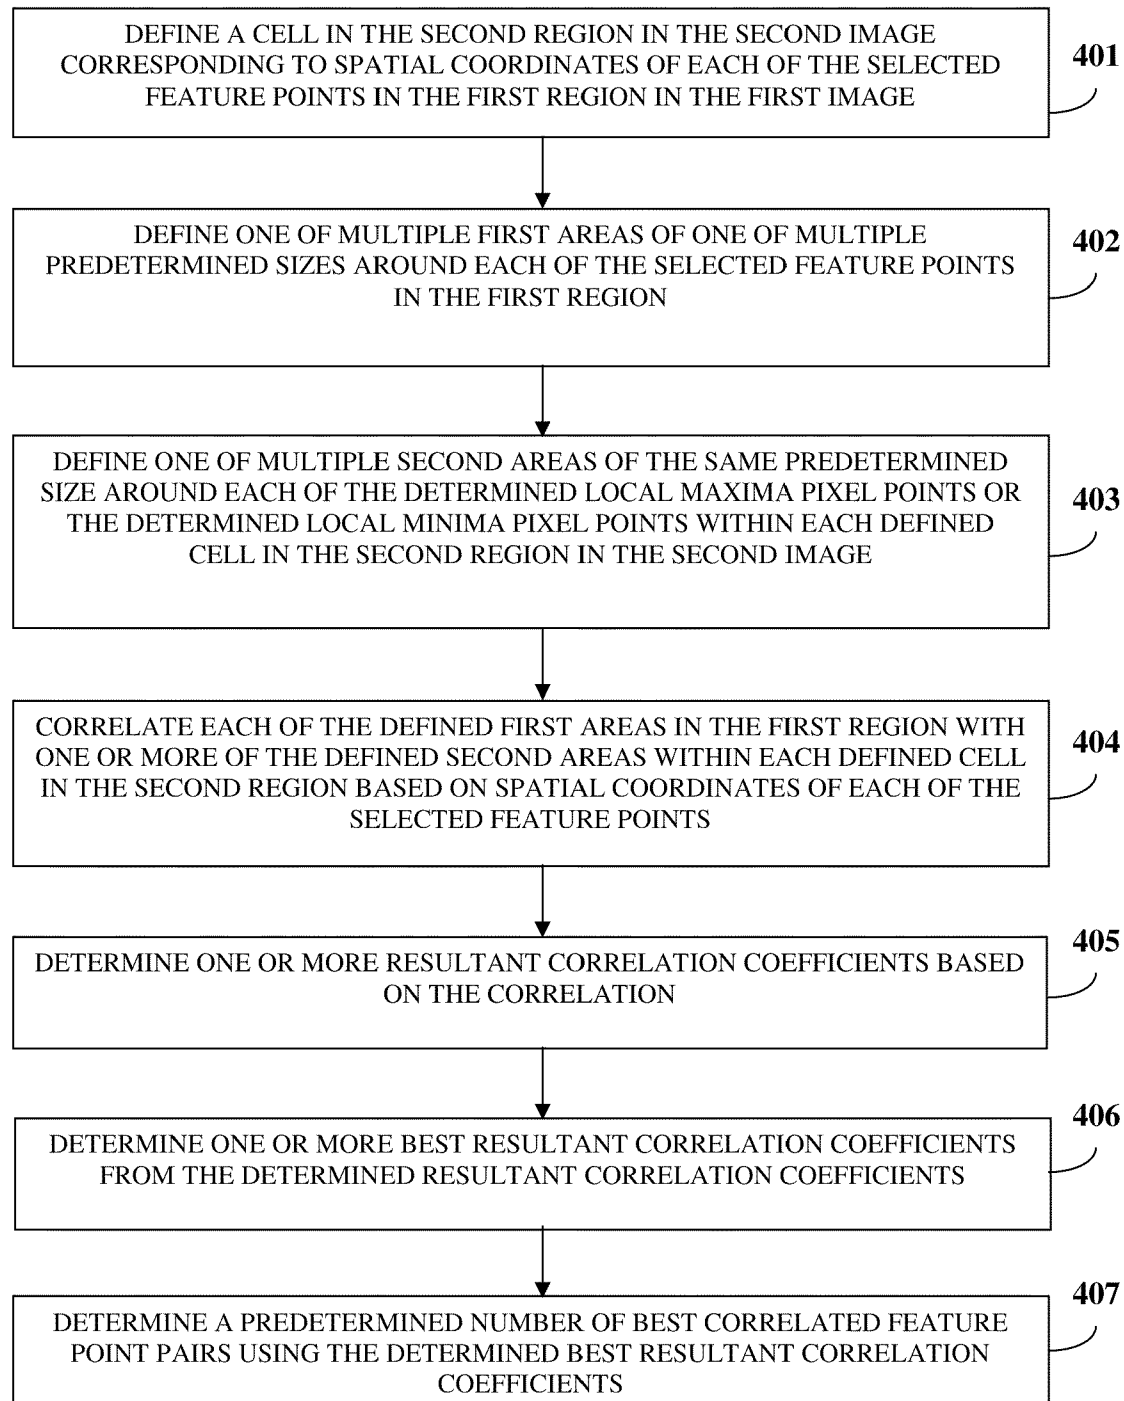 DEFINE A CELL IN THE SECOND REGION IN THE SECOND IMAGE
CORRESPONDING TO SPATIAL COORDINATES OF EACH OF THE SELECTED
FEATURE POINTS IN THE FIRST REGION IN THE FIRST IMAGE
401
DEFINE ONE OF MULTIPLE FIRST AREAS OF ONE OF MULTIPLE
PREDETERMINED SIZES AROUND EACH OF THE SELECTED FEATURE POINTS
IN THE FIRST REGION
402
DEFINE ONE OF MULTIPLE SECOND AREAS OF THE SAME PREDETERMINED
SIZE AROUND EACH OF THE DETERMINED LOCAL MAXIMA PIXEL POINTS OR
THE DETERMINED LOCAL MINIMA PIXEL POINTS WITHIN EACH DEFINED
CELL IN THE SECOND REGION IN THE SECOND IMAGE
403
CORRELATE EACH OF THE DEFINED FIRST AREAS IN THE FIRST REGION WITH
ONE OR MORE OF THE DEFINED SECOND AREAS WITHIN EACH DEFINED CELL
IN THE SECOND REGION BASED ON SPATIAL COORDINATES OF EACH OF THE
SELECTED FEATURE POINTS
404
DETERMINE ONE OR MORE RESULTANT CORRELATION COEFFICIENTS BASED
ON THE CORRELATION
405
DETERMINE ONE OR MORE BEST RESULTANT CORRELATION COEFFICIENTS
FROM THE DETERMINED RESULTANT CORRELATION COEFFICIENTS
406
DETERMINE A PREDETERMINED NUMBER OF BEST CORRELATED FEATURE
POINT PAIRS USING THE DETERMINED BEST RESULTANT CORRELATION
COEFFICIENTS
407